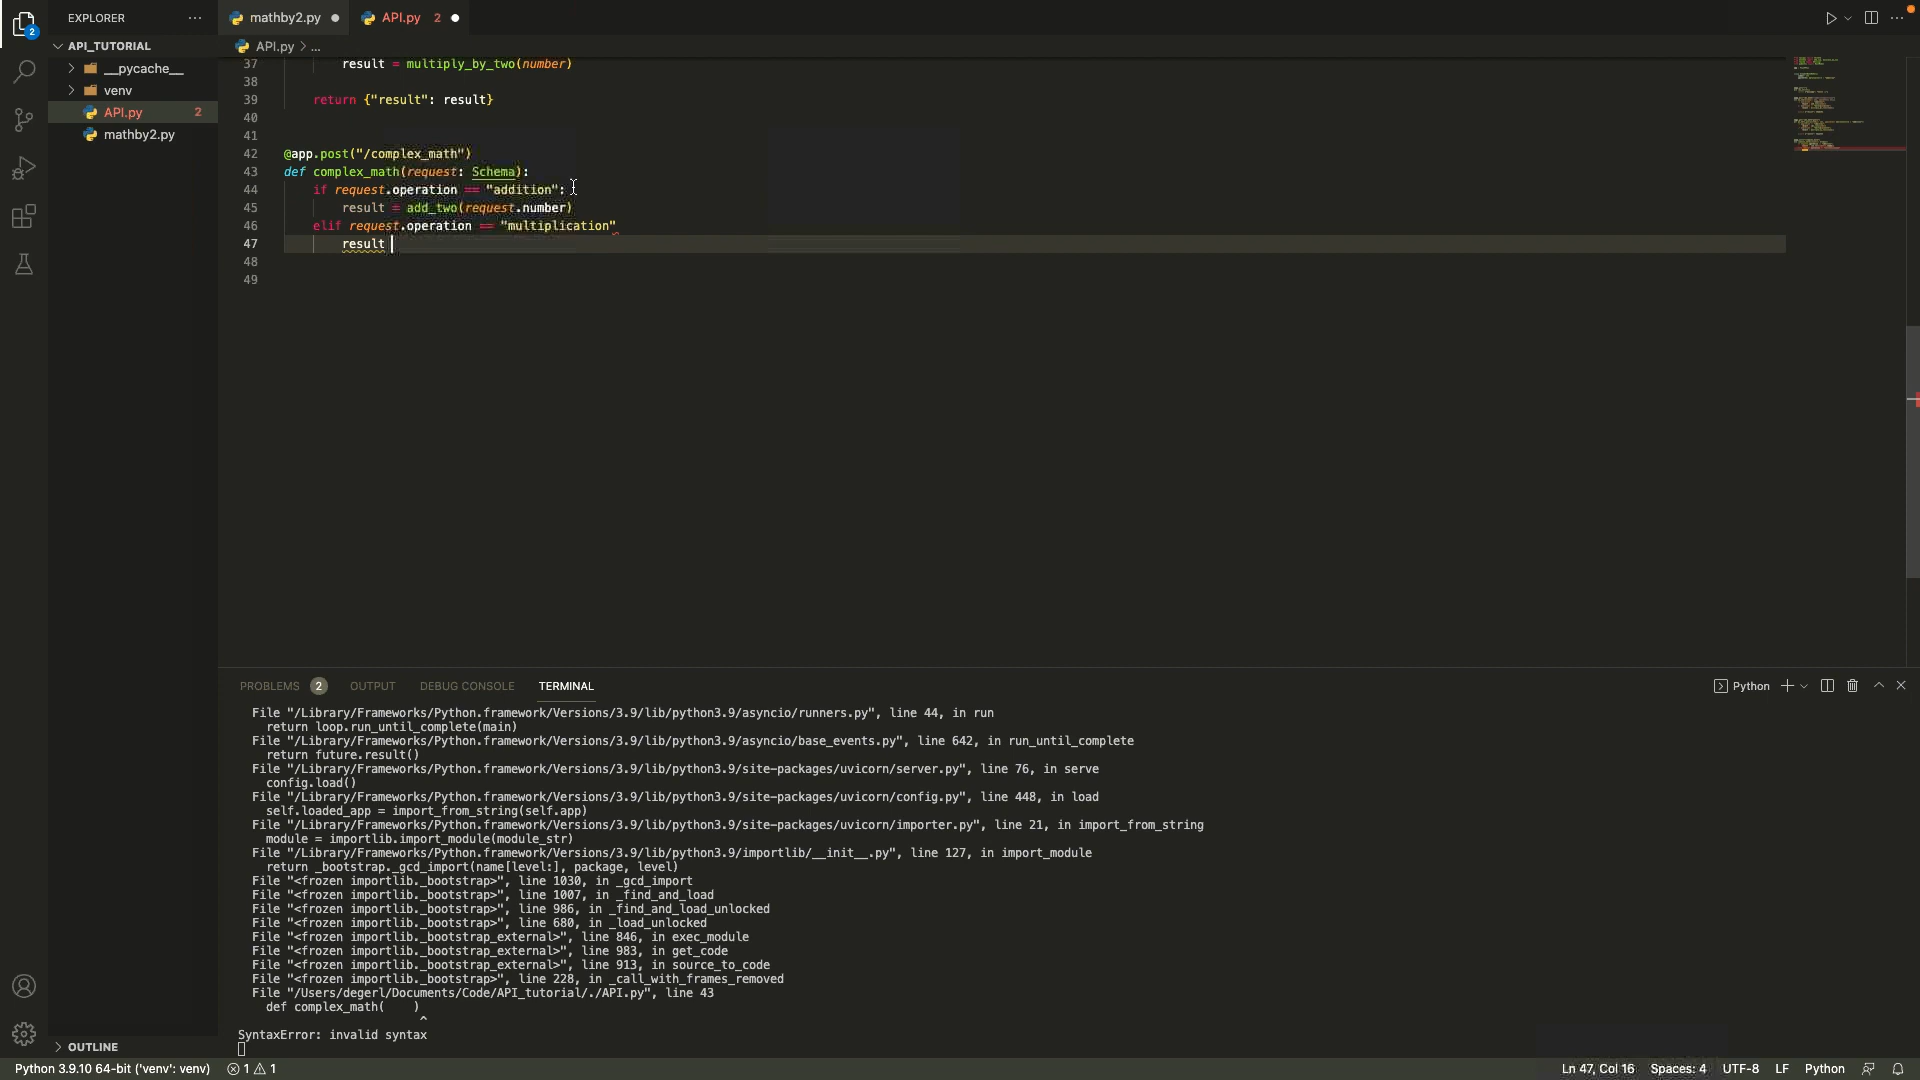 EXPLORER
API_TUTORIAL
__pycache__
venv
API.py 2
mathby2.py
mathby2.py
API.py 2
API.py > ...
37 result = multiply_by_two(number)
38
39 return {"result": result}
40
41
42 @app.post("/complex_math")
43 def complex_math(request: Schema):
44 if request.operation == "addition":
45 result = add_two(request.number)
46 elif request.operation == "multiplication"
47 result
48
49
PROBLEMS 2 OUTPUT DEBUG CONSOLE TERMINAL
Python
File "/Library/Frameworks/Python.framework/Versions/3.9/lib/python3.9/asyncio/runners.py", line 44, in run
return loop.run_until_complete(main)
File "/Library/Frameworks/Python.framework/Versions/3.9/lib/python3.9/asyncio/base_events.py", line 642, in run_until_complete
return future.result()
File "/Library/Frameworks/Python.framework/Versions/3.9/lib/python3.9/site-packages/uvicorn/server.py", line 76, in serve
config.load()
File "/Library/Frameworks/Python.framework/Versions/3.9/lib/python3.9/site-packages/uvicorn/config.py", line 448, in load
self.loaded_app = import_from_string(self.app)
File "/Library/Frameworks/Python.framework/Versions/3.9/lib/python3.9/site-packages/uvicorn/importer.py", line 21, in import_from_string
module = importlib.import_module(module_str)
File "/Library/Frameworks/Python.framework/Versions/3.9/lib/python3.9/importlib/__init__.py", line 127, in import_module
return _bootstrap._gcd_import(name[level:], package, level)
File "<frozen importlib._bootstrap>", line 1030, in _gcd_import
File "<frozen importlib._bootstrap>", line 1007, in _find_and_load
File "<frozen importlib._bootstrap>", line 986, in _find_and_load_unlocked
File "<frozen importlib._bootstrap>", line 680, in _load_unlocked
File "<frozen importlib._bootstrap_external>", line 846, in exec_module
File "<frozen importlib._bootstrap_external>", line 983, in get_code
File "<frozen importlib._bootstrap_external>", line 913, in source_to_code
File "<frozen importlib._bootstrap>", line 228, in _call_with_frames_removed
File "/Users/degerl/Documents/Code/API_tutorial/./API.py", line 43
def complex_math( )
^
SyntaxError: invalid syntax
2
OUTLINE
Python 3.9.10 64-bit ('venv': venv) 1 1
Ln 47, Col 16 Spaces: 4 UTF-8 LF Python